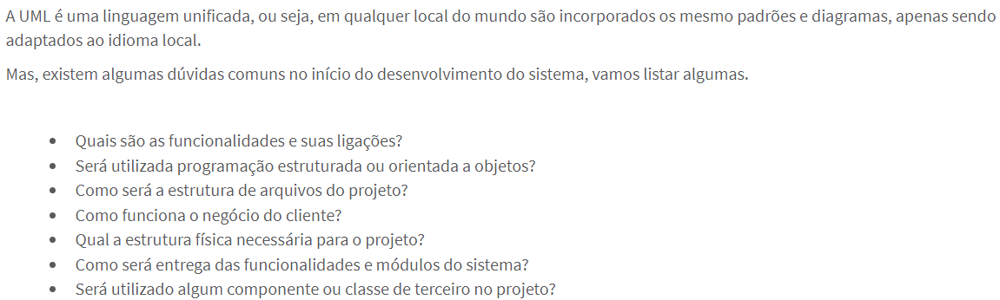 A UML é uma linguagem unificada, ou seja, em qualquer local do mundo são incorporados os mesmo padrões e diagramas, apenas sendo
adaptados ao idioma local.
Mas, existem algumas dúvidas comuns no início do desenvolvimento do sistema, vamos listar algumas.
• Quais são as funcionalidades e suas ligações?
• Será utilizada programação estruturada ou orientada a objetos?
• Como será a estrutura de arquivos do projeto?
• Como funciona o negócio do cliente?
• Qual a estrutura física necessária para o projeto?
• Como será entrega das funcionalidades e módulos do sistema?
• Será utilizado algum componente ou classe de terceiro no projeto?